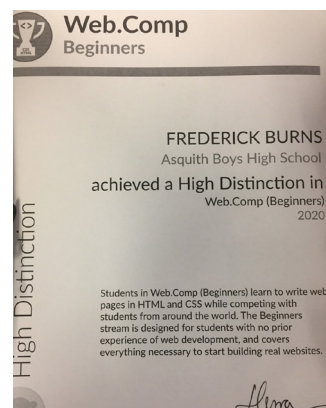 Web.Comp
Beginners
FREDERICK BURNS
Asquith Boys High School
achieved a High Distinction in
Web.Comp (Beginners)
2020
High Distinction
Students in Web.Comp (Beginners) learn to write web
pages in HTML and CSS while competing with
students from around the world. The Beginners
stream is designed for students with no prior
experience of web development, and covers
everything necessary to start building real websites.